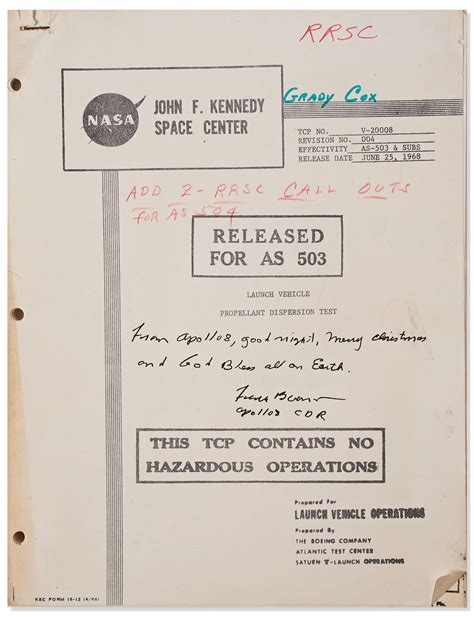 RRSC
NASA
JOHN F. KENNEDY
SPACE CENTER
GRADY COX
TCP NO. V-20008
REVISION NO. 004
EFFECTIVITY AS-503 & SUBS
RELEASE DATE JUNE 25, 1968
ADD 2-RRSC CALL OUTS
FOR AS 504
RELEASED
FOR AS 503
LAUNCH VEHICLE
PROPELLANT DISPERSION TEST
From Apollo8, good night, merry christmas
and God Bless all on Earth.
Frank Borman
Apollo8 CDR
THIS TCP CONTAINS NO
HAZARDOUS OPERATIONS
Prepared For
LAUNCH VEHICLE OPERATIONS
Prepared By
THE BOEING COMPANY
ATLANTIC TEST CENTER
SATURN V-LAUNCH OPERATIONS
KSC FORM 16-12 (4/66)